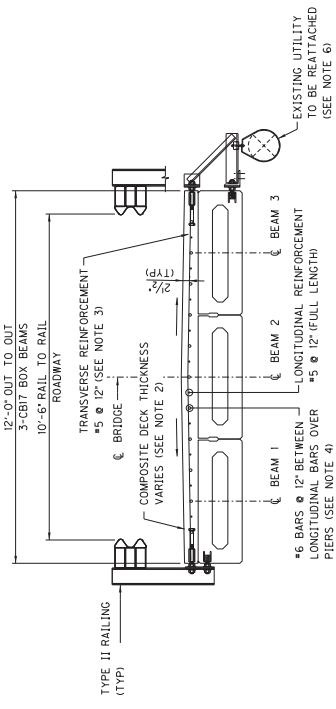 12'-0" OUT TO OUT
3-CB17 BOX BEAMS
10'-6" RAIL TO RAIL
ROADWAY
TRANSVERSE REINFORCEMENT
#5 @ 12" (SEE NOTE 3)
℄ BRIDGE
COMPOSITE DECK THICKNESS
VARIES (SEE NOTE 2)
2½"
(TYP)
TYPE II RAILING
(TYP)
EXISTING UTILITY
TO BE REATTACHED
(SEE NOTE 6)
℄ BEAM 1
℄ BEAM 2
℄ BEAM 3
LONGITUDINAL REINFORCEMENT
#5 @ 12" (FULL LENGTH)
#6 BARS @ 12" BETWEEN
LONGITUDINAL BARS OVER
PIERS (SEE NOTE 4)